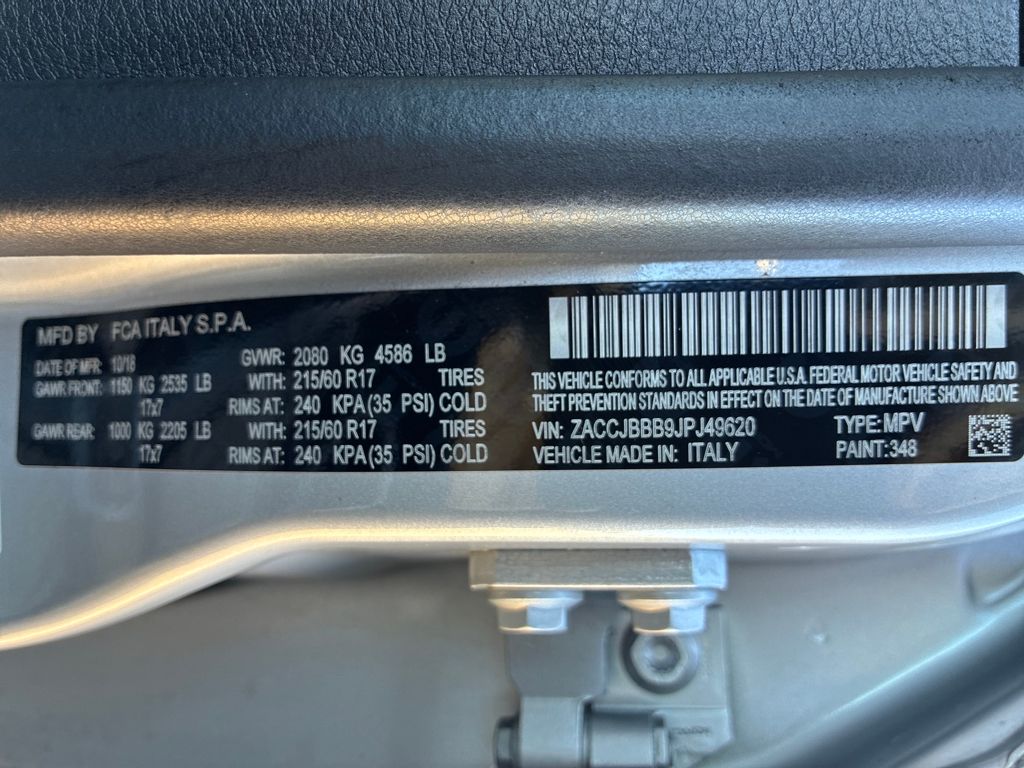 MFD BY FCA ITALY S.P.A.
DATE OF MFR: 10/18 GVWR: 2080 KG 4586 LB
GAWR FRONT: 1150 KG 2535 LB WITH: 215/60 R17 TIRES
17x7 RIMS AT: 240 KPA(35 PSI) COLD
GAWR REAR: 1000 KG 2205 LB WITH: 215/60 R17 TIRES
17x7 RIMS AT: 240 KPA(35 PSI) COLD
THIS VEHICLE CONFORMS TO ALL APPLICABLE U.S.A. FEDERAL MOTOR VEHICLE SAFETY AND
THEFT PREVENTION STANDARDS IN EFFECT ON THE DATE OF MANUFACTURE SHOWN ABOVE
VIN: ZACCJBBB9JPJ49620 TYPE: MPV
VEHICLE MADE IN: ITALY PAINT:348